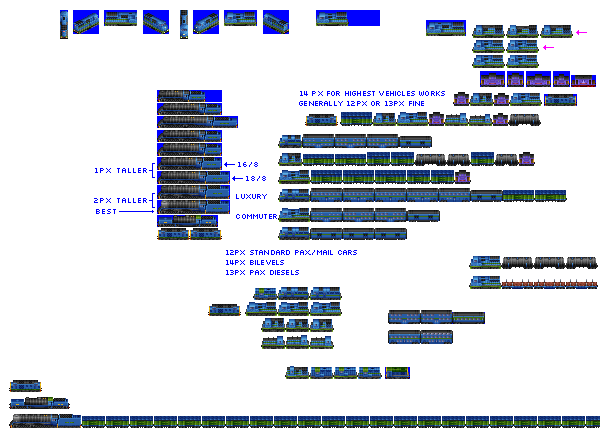 14 PX FOR HIGHEST VEHICLES WORKS
GENERALLY 12PX OR 13PX FINE
16/8
1PX TALLER
18/8
LUXURY
2PX TALLER
BEST
COMMUTER
12PX STANDARD PAX/MAIL CARS
14PX BILEVELS
13PX PAX DIESELS